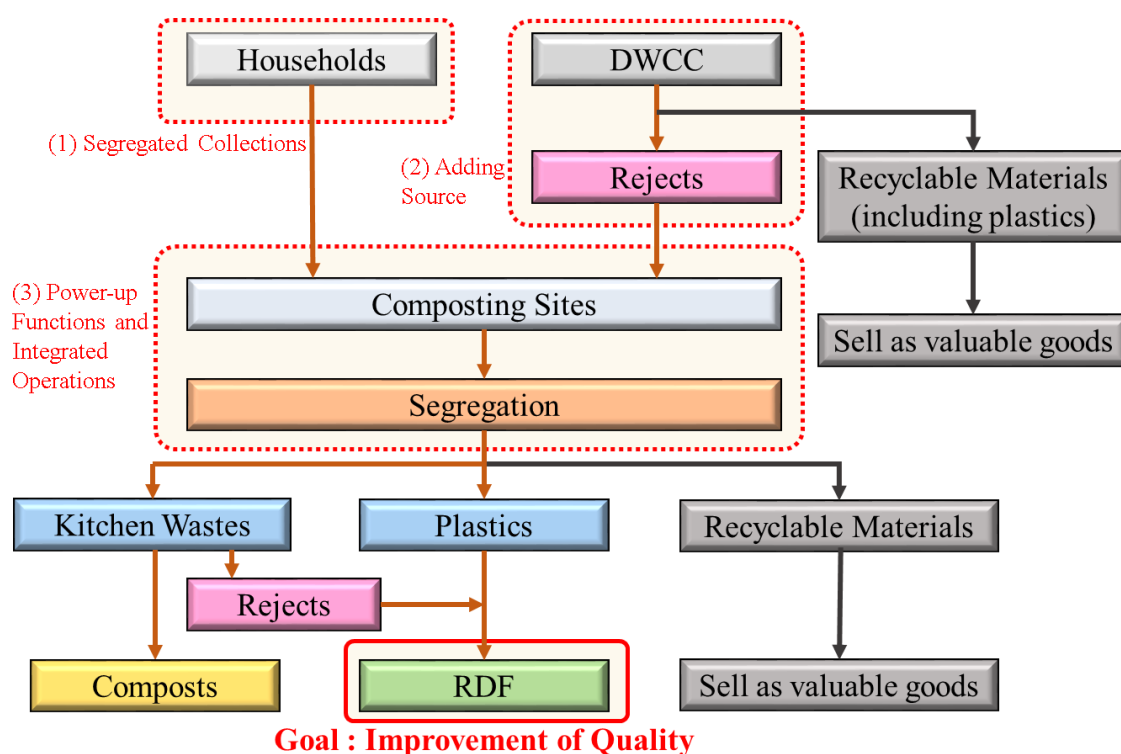 Households
DWCC
(1) Segregated Collections
(2) Adding
Source
Rejects
Recyclable Materials
(including plastics)
(3) Power-up
Functions and
Integrated
Operations
Composting Sites
Sell as valuable goods
Segregation
Kitchen Wastes
Plastics
Recyclable Materials
Rejects
Composts
RDF
Sell as valuable goods
Goal : Improvement of Quality